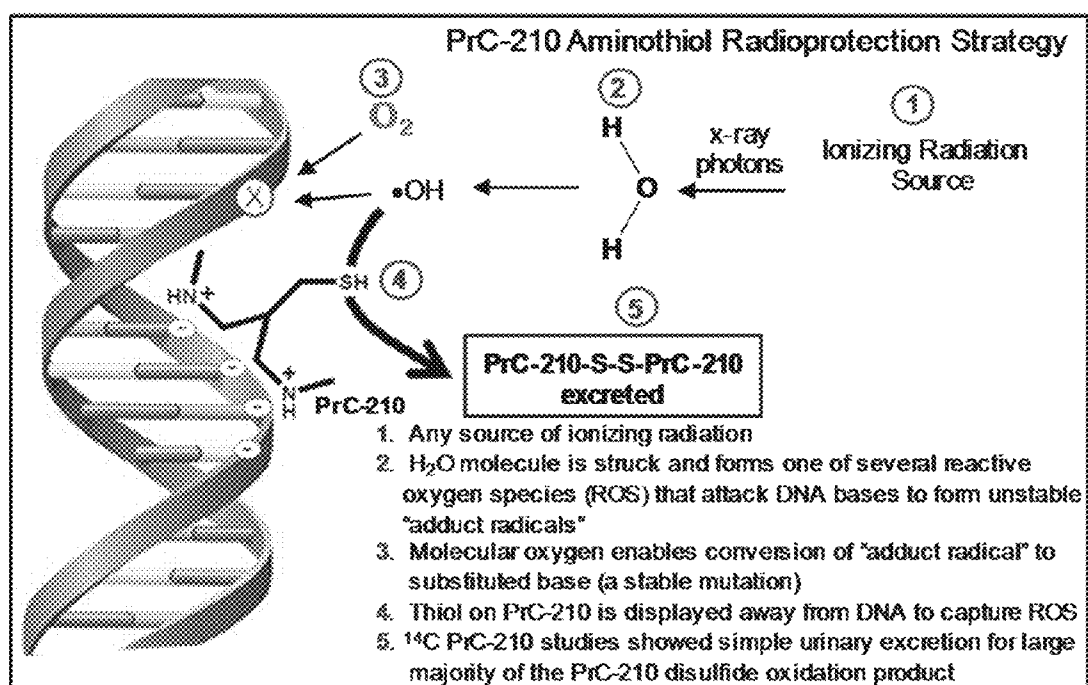 PrC-210 Aminothiol Radioprotection Strategy
3
O₂
2
H
O
H
x-ray
photons
1
Ionizing Radiation
Source
X
•OH
SH
4
HN
+
-
-
-
-
+
N
H
PrC-210
5
PrC-210-S-S-PrC-210
excreted
1. Any source of ionizing radiation
2. H₂O molecule is struck and forms one of several reactive
oxygen species (ROS) that attack DNA bases to form unstable
"adduct radicals"
3. Molecular oxygen enables conversion of "adduct radical" to
substituted base (a stable mutation)
4. Thiol on PrC-210 is displayed away from DNA to capture ROS
5. ¹⁴C PrC-210 studies showed simple urinary excretion for large
majority of the PrC-210 disulfide oxidation product